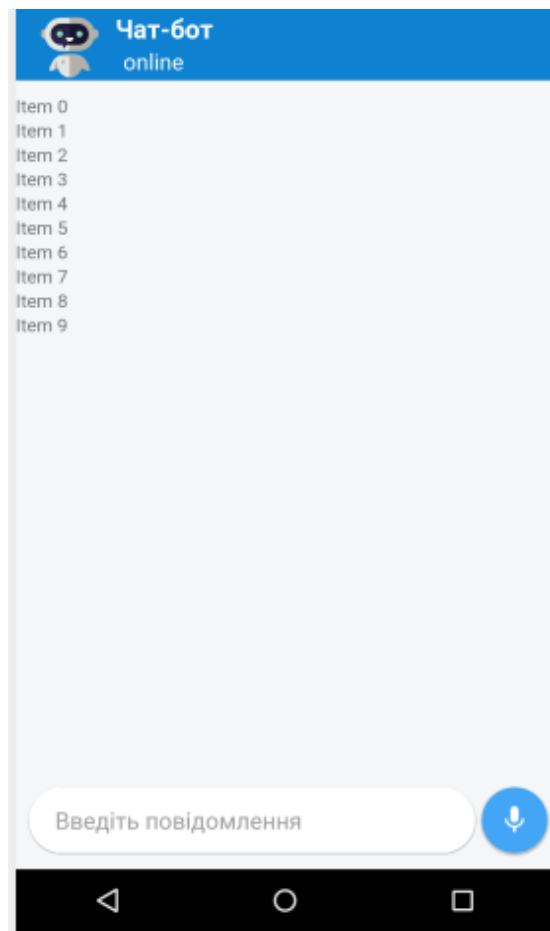 Чат-бот
online
Item 0
Item 1
Item 2
Item 3
Item 4
Item 5
Item 6
Item 7
Item 8
Item 9
Введіть повідомлення